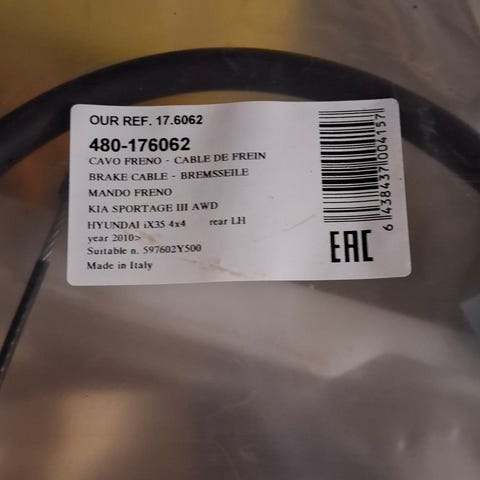 OUR REF. 17.6062
480-176062
CAVO FRENO - CABLE DE FREIN
BRAKE CABLE - BREMSSEILE
MANDO FRENO
KIA SPORTAGE III AWD
HYUNDAI iX35 4x4 rear LH
year 2010>
Suitable n. 597602Y500
Made in Italy
6 438437 004157
EAC